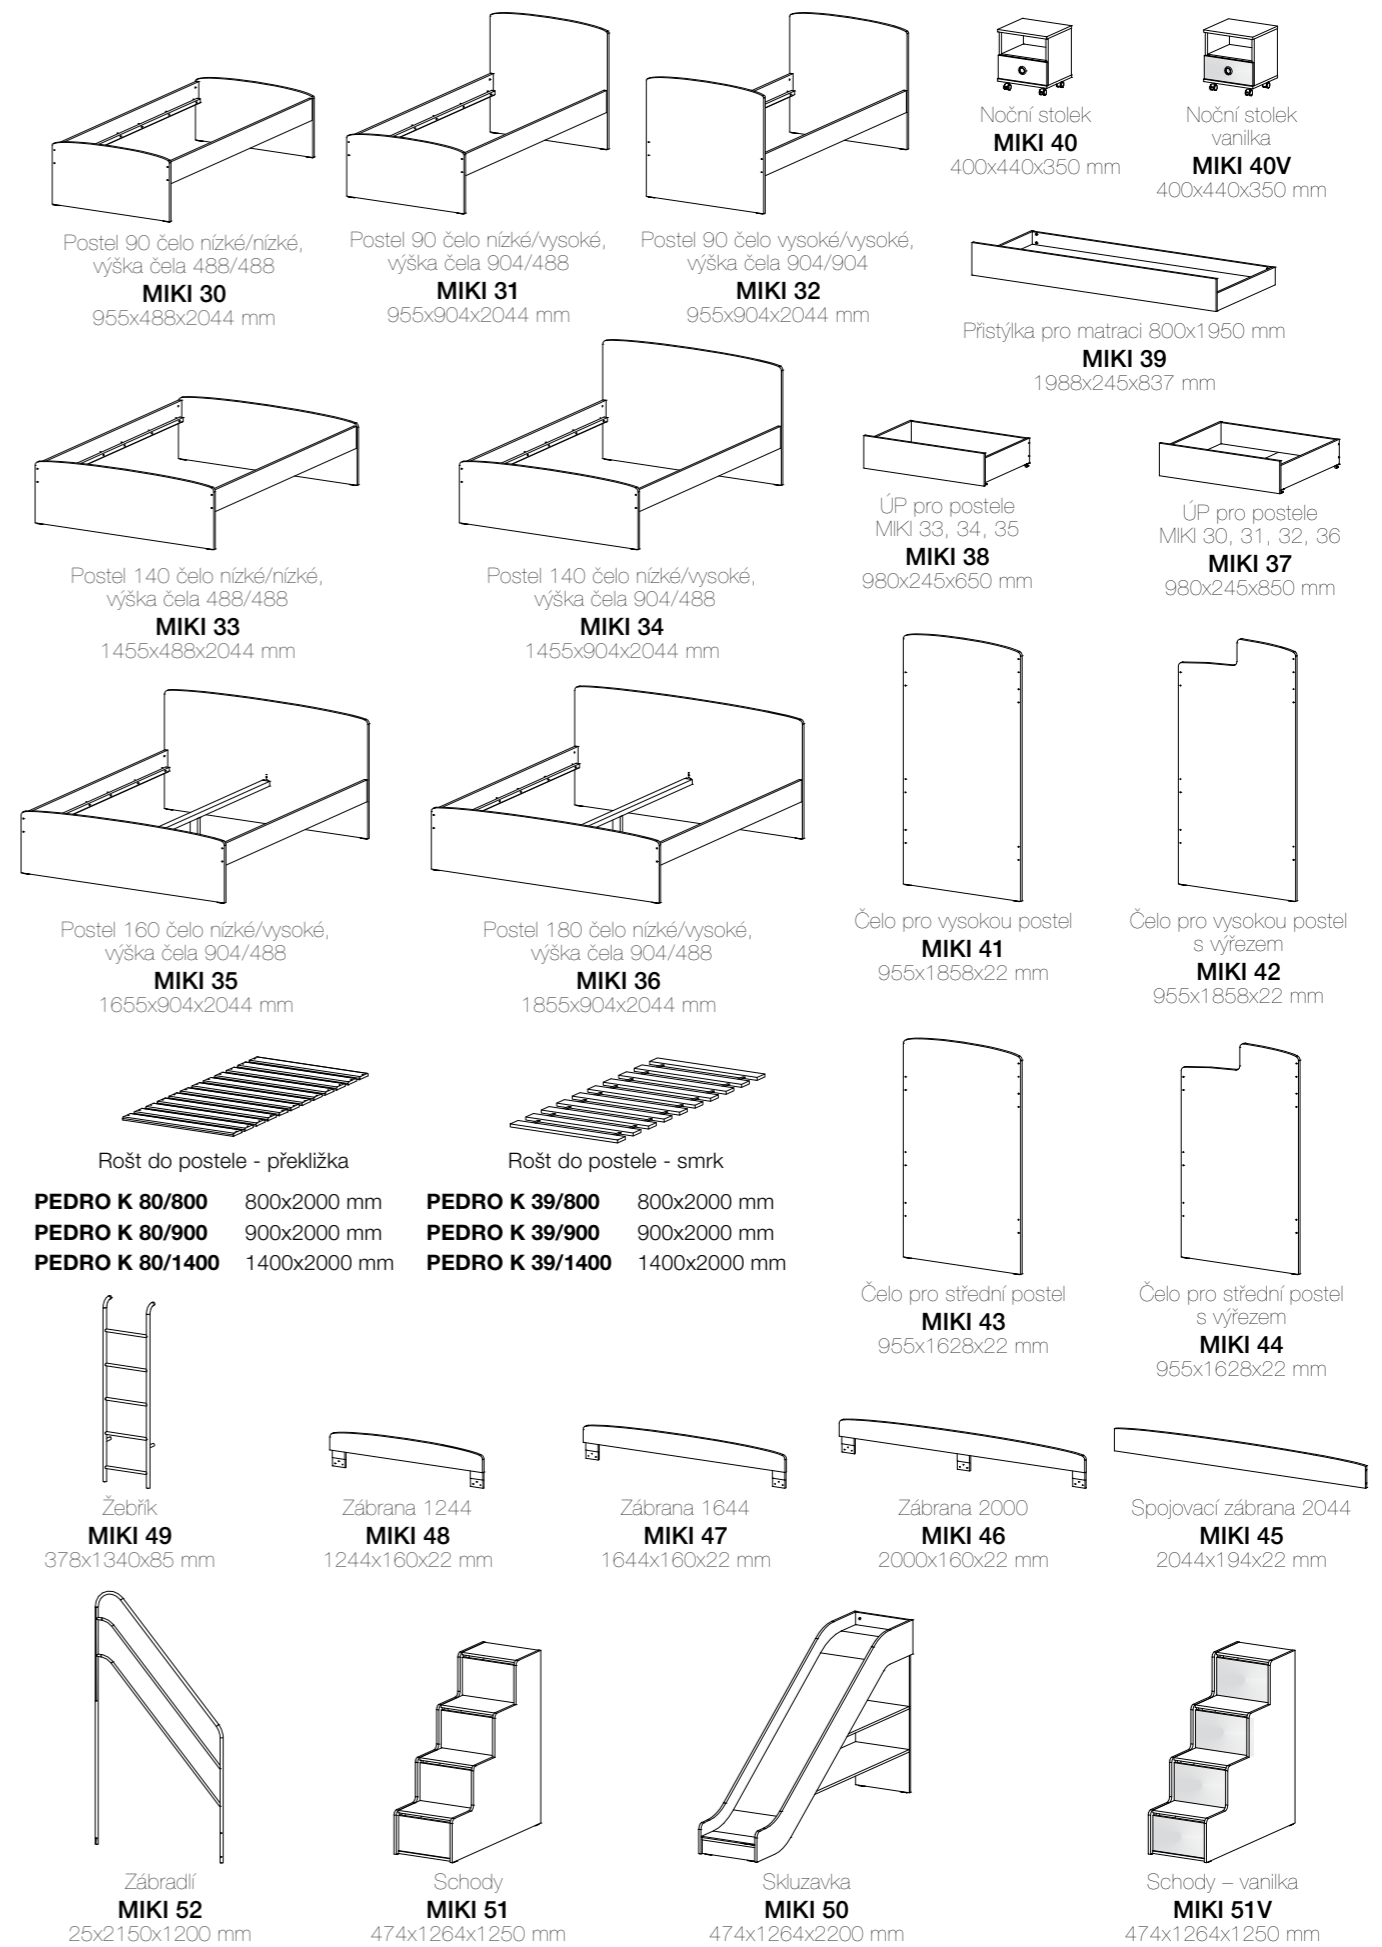 Noční stolek
MIKI 40
400x440x350 mm
Noční stolek
vanilka
MIKI 40V
400x440x350 mm
Postel 90 čelo nízké/nízké,
výška čela 488/488
MIKI 30
955x488x2044 mm
Postel 90 čelo nízké/vysoké,
výška čela 904/488
MIKI 31
955x904x2044 mm
Postel 90 čelo vysoké/vysoké,
výška čela 904/904
MIKI 32
955x904x2044 mm
Přistýlka pro matraci 800x1950 mm
MIKI 39
1988x245x837 mm
Postel 140 čelo nízké/nízké,
výška čela 488/488
MIKI 33
1455x488x2044 mm
Postel 140 čelo nízké/vysoké,
výška čela 904/488
MIKI 34
1455x904x2044 mm
ÚP pro postele
MIKI 33, 34, 35
MIKI 38
980x245x650 mm
ÚP pro postele
MIKI 30, 31, 32, 36
MIKI 37
980x245x850 mm
Postel 160 čelo nízké/vysoké,
výška čela 904/488
MIKI 35
1655x904x2044 mm
Postel 180 čelo nízké/vysoké,
výška čela 904/488
MIKI 36
1855x904x2044 mm
Čelo pro vysokou postel
MIKI 41
955x1858x22 mm
Čelo pro vysokou postel
s výřezem
MIKI 42
955x1858x22 mm
Rošt do postele - překližka
PEDRO K 80/800 800x2000 mm
PEDRO K 80/900 900x2000 mm
PEDRO K 80/1400 1400x2000 mm
Rošt do postele - smrk
PEDRO K 39/800 800x2000 mm
PEDRO K 39/900 900x2000 mm
PEDRO K 39/1400 1400x2000 mm
Čelo pro střední postel
MIKI 43
955x1628x22 mm
Čelo pro střední postel
s výřezem
MIKI 44
955x1628x22 mm
Žebřík
MIKI 49
378x1340x85 mm
Zábrana 1244
MIKI 48
1244x160x22 mm
Zábrana 1644
MIKI 47
1644x160x22 mm
Zábrana 2000
MIKI 46
2000x160x22 mm
Spojovací zábrana 2044
MIKI 45
2044x194x22 mm
Zábradlí
MIKI 52
25x2150x1200 mm
Schody
MIKI 51
474x1264x1250 mm
Skluzavka
MIKI 50
474x1264x2200 mm
Schody – vanilka
MIKI 51V
474x1264x1250 mm